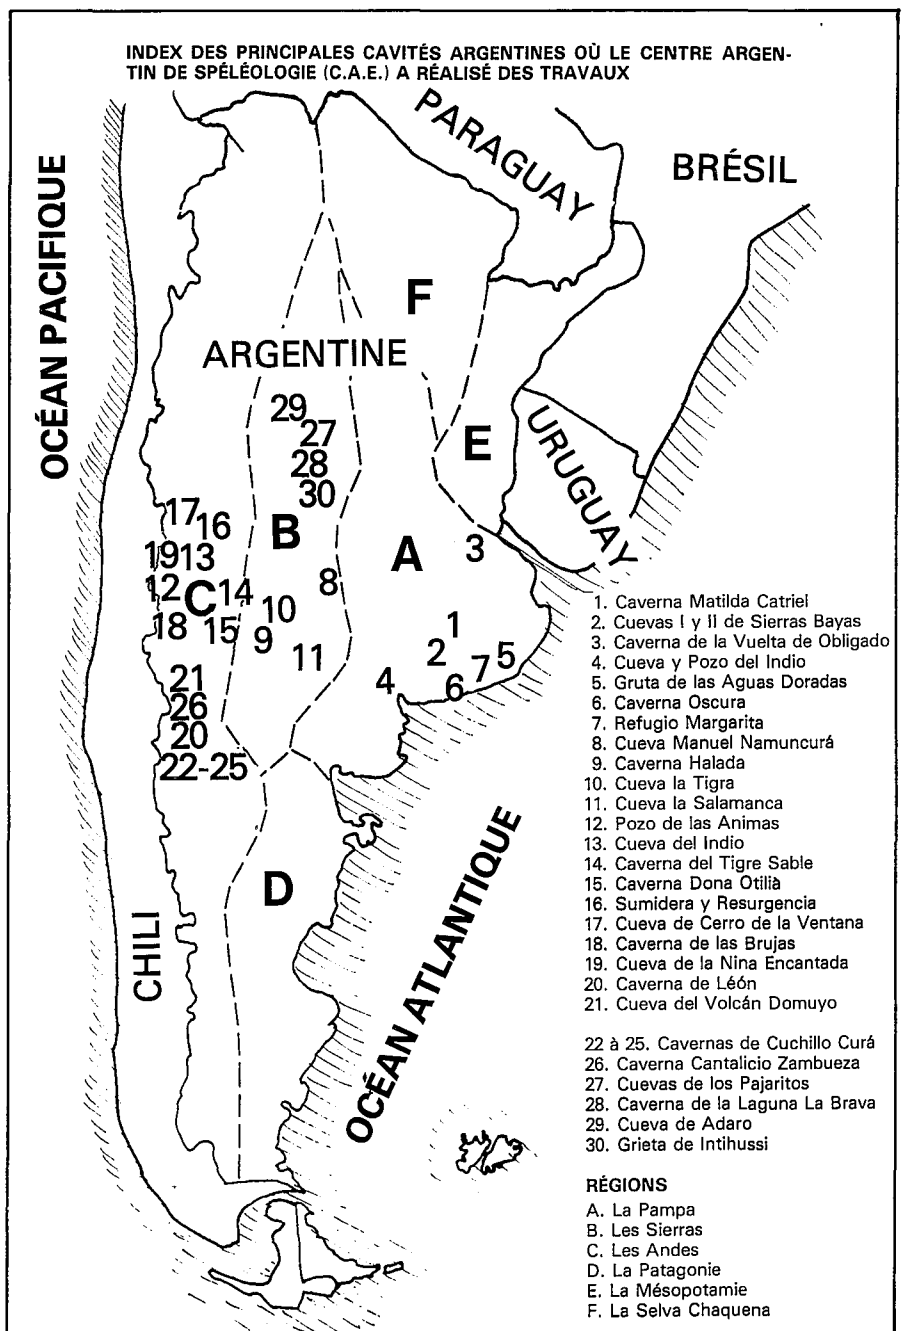 INDEX DES PRINCIPALES CAVITÉS ARGENTINES OÙ LE CENTRE ARGEN-
TIN DE SPÉLÉOLOGIE (C.A.E.) A RÉALISÉ DES TRAVAUX
PARAGUAY
BRÉSIL
OCÉAN PACIFIQUE
F
ARGENTINE
29
27
E
URUGUAY
28
30
17
16
B
A
3
19
13
12
C
14
8
10
18
15
9
1
11
2
7
5
21
4
6
26
20
22-25
D
CHILI
OCÉAN ATLANTIQUE
1. Caverna Matilda Catriel
2. Cuevas I y II de Sierras Bayas
3. Caverna de la Vuelta de Obligado
4. Cueva y Pozo del Indio
5. Gruta de las Aguas Doradas
6. Caverna Oscura
7. Refugio Margarita
8. Cueva Manuel Namuncurá
9. Caverna Halada
10. Cueva la Tigra
11. Cueva la Salamanca
12. Pozo de las Animas
13. Cueva del Indio
14. Caverna del Tigre Sable
15. Caverna Dona Otilià
16. Sumidera y Resurgencia
17. Cueva de Cerro de la Ventana
18. Caverna de las Brujas
19. Cueva de la Nina Encantada
20. Caverna de Léón
21. Cueva del Volcán Domuyo
22 à 25. Cavernas de Cuchillo Curá
26. Caverna Cantalicio Zambueza
27. Cuevas de los Pajaritos
28. Caverna de la Laguna La Brava
29. Cueva de Adaro
30. Grieta de Intihussi
RÉGIONS
A. La Pampa
B. Les Sierras
C. Les Andes
D. La Patagonie
E. La Mésopotamie
F. La Selva Chaquena